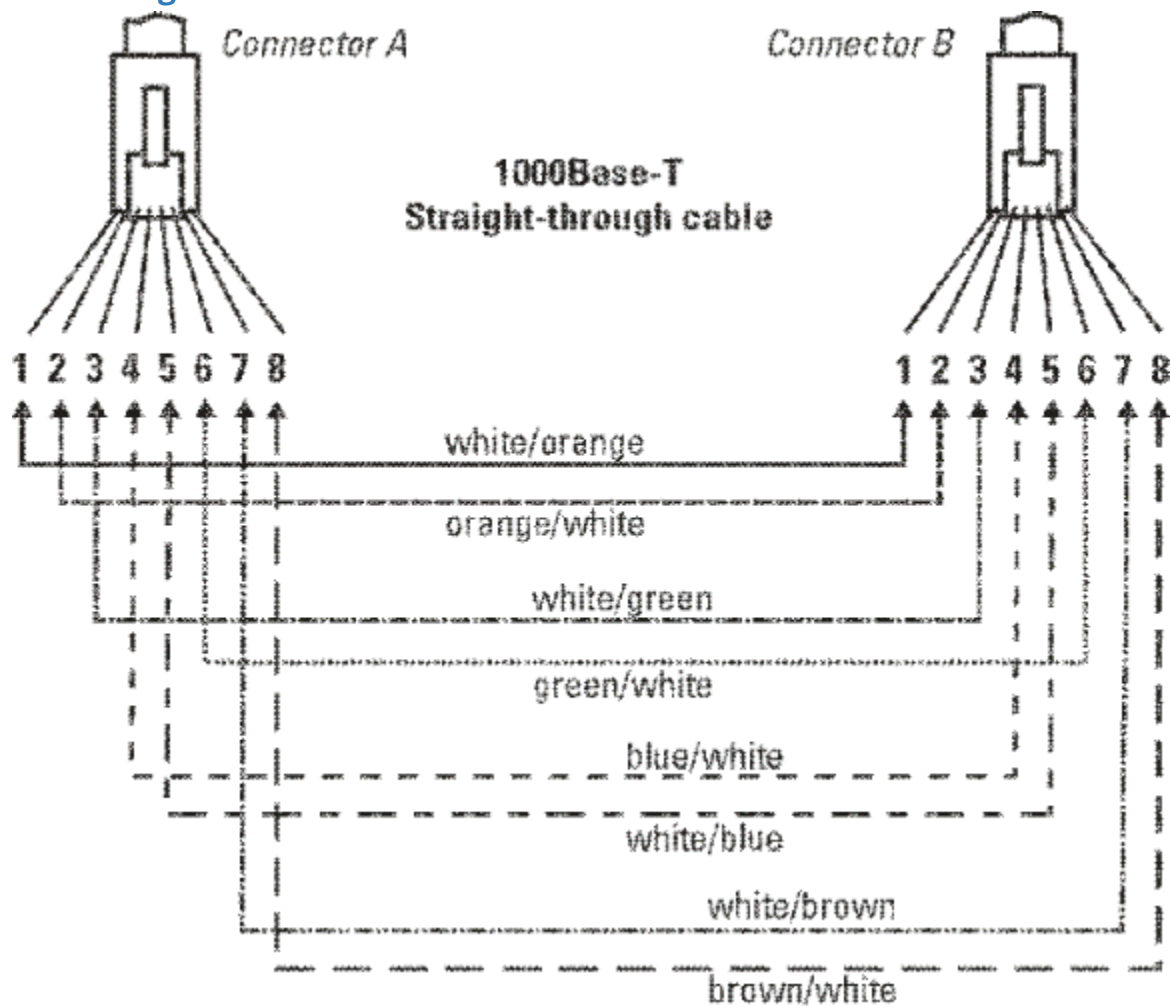 Connector A
Connector B
1000Base-T
Straight-through cable
1 2 3 4 5 6 7 8
1 2 3 4 5 6 7 8
white/orange
orange/white
white/green
green/white
blue/white
white/blue
white/brown
brown/white